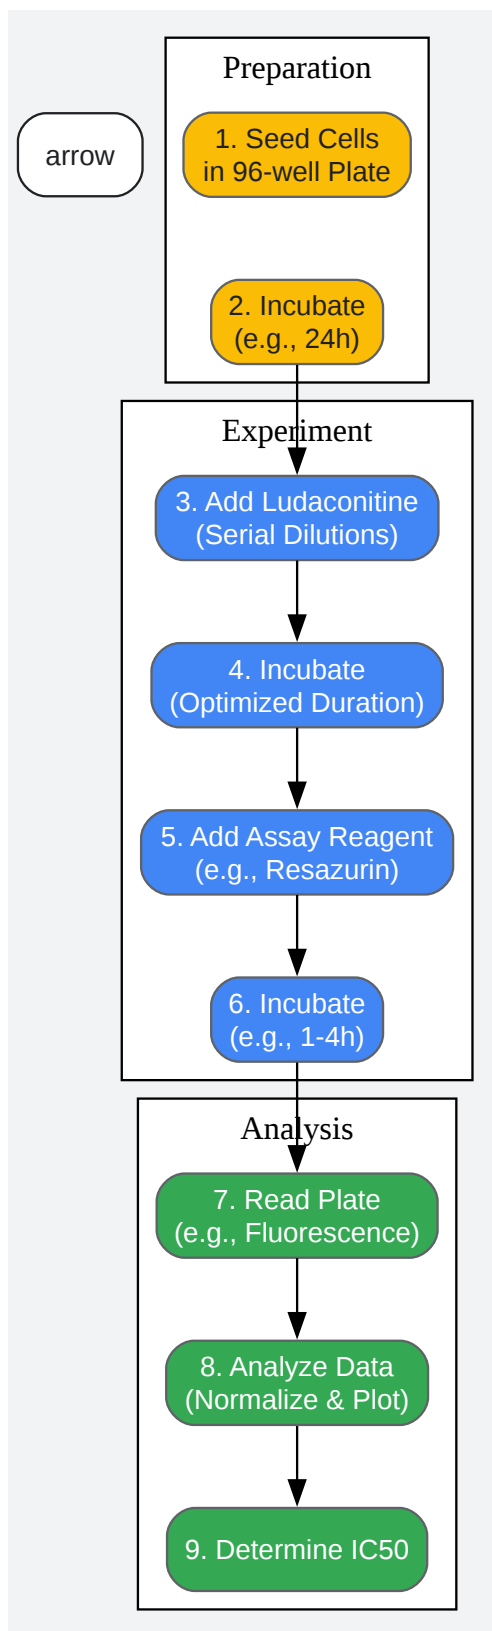 Preparation
arrow
1. Seed Cells
in 96-well Plate
2. Incubate
(e.g., 24h)
Experiment
3. Add Ludaconitine
(Serial Dilutions)
4. Incubate
(Optimized Duration)
5. Add Assay Reagent
(e.g., Resazurin)
6. Incubate
(e.g., 1-4h)
Analysis
7. Read Plate
(e.g., Fluorescence)
8. Analyze Data
(Normalize & Plot)
9. Determine IC50